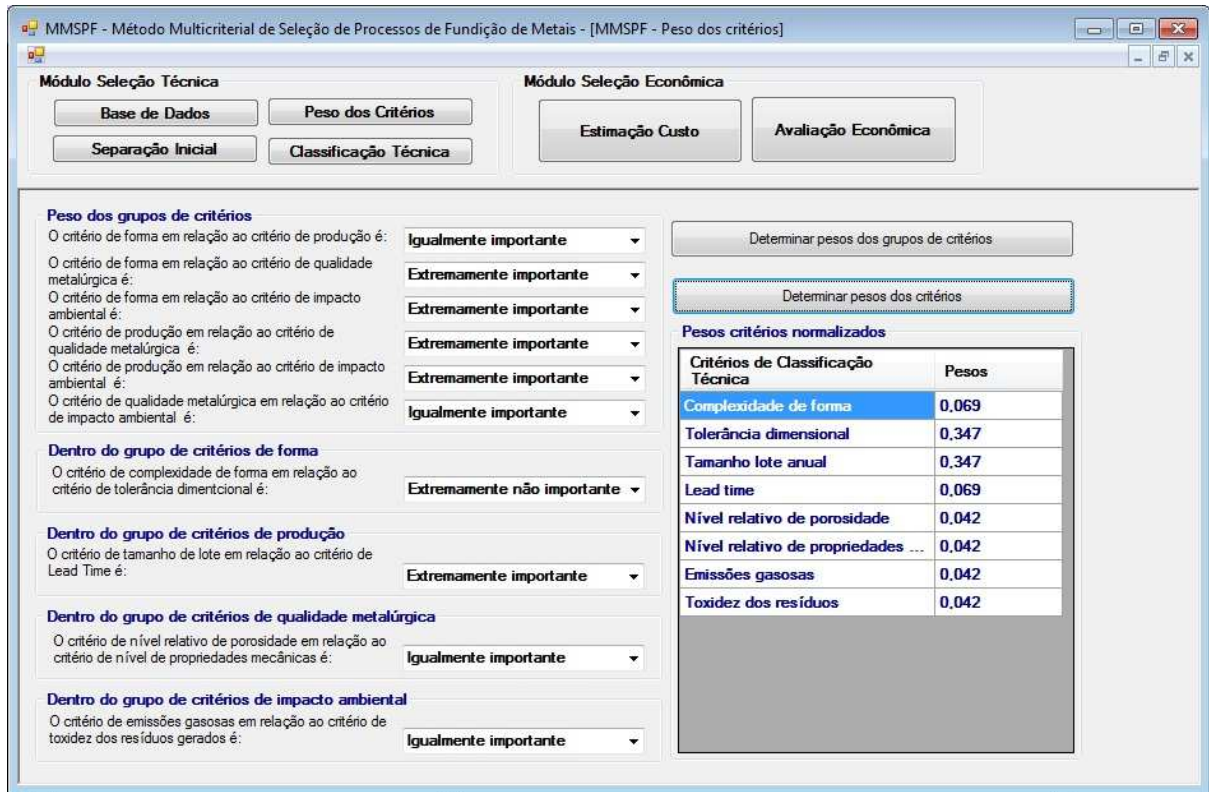 MMSPF - Método Multicriterial de Seleção de Processos de Fundição de Metais - [MMSPF - Peso dos critérios]
Módulo Seleção Técnica
Base de Dados
Peso dos Critérios
Separação Inicial
Classificação Técnica
Módulo Seleção Econômica
Estimação Custo
Avaliação Econômica
Peso dos grupos de critérios
O critério de forma em relação ao critério de produção é:
Igualmente importante
O critério de forma em relação ao critério de qualidade
metalúrgica é:
Extremamente importante
O critério de forma em relação ao critério de impacto
ambiental é:
Extremamente importante
O critério de produção em relação ao critério de
qualidade metalúrgica é:
Extremamente importante
O critério de produção em relação ao critério de impacto
ambiental é:
Extremamente importante
O critério de qualidade metalúrgica em relação ao critério
de impacto ambiental é:
Igualmente importante
Dentro do grupo de critérios de forma
O critério de complexidade de forma em relação ao
critério de tolerância dimentcional é:
Extremamente não importante
Dentro do grupo de critérios de produção
O critério de tamanho de lote em relação ao critério de
Lead Time é:
Extremamente importante
Dentro do grupo de critérios de qualidade metalúrgica
O critério de nível relativo de porosidade em relação ao
critério de nível de propriedades mecânicas é:
Igualmente importante
Dentro do grupo de critérios de impacto ambiental
O critério de emissões gasosas em relação ao critério de
toxidez dos resíduos gerados é:
Igualmente importante
Determinar pesos dos grupos de critérios
Determinar pesos dos critérios
Pesos critérios normalizados
Critérios de Classificação
Técnica
Pesos
Complexidade de forma 0,069
Tolerância dimensional 0,347
Tamanho lote anual 0,347
Lead time 0,069
Nível relativo de porosidade 0,042
Nível relativo de propriedades ... 0,042
Emissões gasosas 0,042
Toxidez dos resíduos 0,042